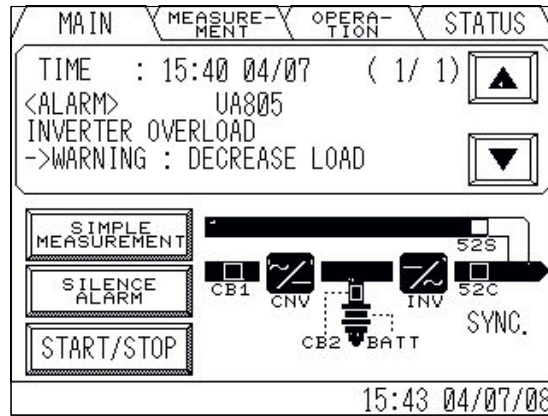 MAIN
MEASURE-
MENT
OPERA-
TION
STATUS
TIME : 15:40 04/07 ( 1/ 1)
<ALARM> UA805
INVERTER OVERLOAD
->WARNING : DECREASE LOAD
SIMPLE
MEASUREMENT
52S
SILENCE
ALARM
CB1
CNV
INV
52C
SYNC.
START/STOP
CB2
BATT
15:43 04/07/08